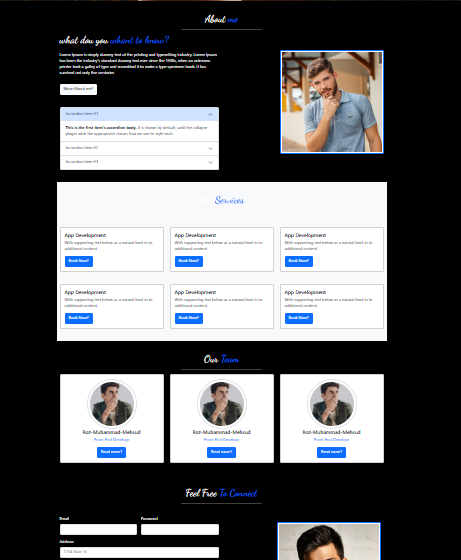 About me
what dou you whant to know?
Lorem Ipsum is simply dummy text of the printing and typesetting industry. Lorem Ipsum
has been the industry's standard dummy text ever since the 1500s, when an unknown
printer took a galley of type and scrambled it to make a type specimen book. It has
survived not only five centuries
More About me?
Accordion Item #1
This is the first item's accordion body. It is shown by default, until the collapse
plugin adds the appropriate classes that we use to style each
Accordion Item #2
Accordion Item #3
Services
App Development
With supporting text below as a natural lead-in to
additional content.
Book Now?
App Development
With supporting text below as a natural lead-in to
additional content.
Book Now?
App Development
With supporting text below as a natural lead-in to
additional content.
Book Now?
App Development
With supporting text below as a natural lead-in to
additional content.
Book Now?
App Development
With supporting text below as a natural lead-in to
additional content.
Book Now?
App Development
With supporting text below as a natural lead-in to
additional content.
Book Now?
Our Team
Roz-Muhammad-Mehsud
Front-End Develope
Read more?
Roz-Muhammad-Mehsud
Front-End Develope
Read more?
Roz-Muhammad-Mehsud
Front-End Develope
Read more?
Feel Free To Connect
Email
Password
Address
1234 Main St